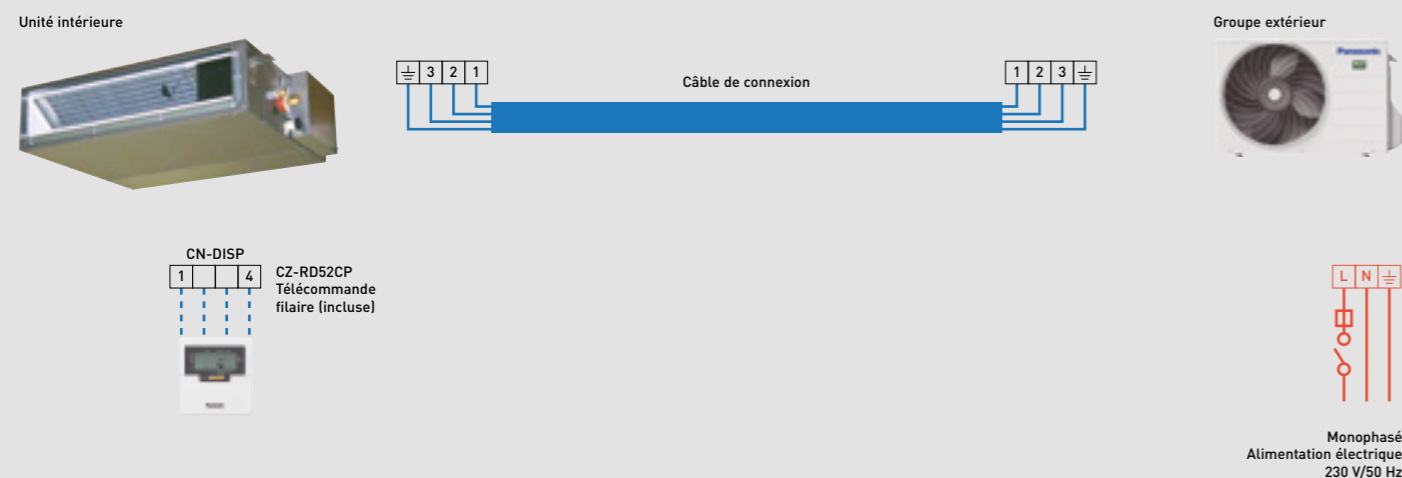 Unité intérieure
Groupe extérieur
Panasonic
3 2 1
Câble de connexion
1 2 3
CN-DISP
1 4
CZ-RD52CP
Télécommande
filaire (incluse)
L N
Monophasé
Alimentation électrique
230 V/50 Hz